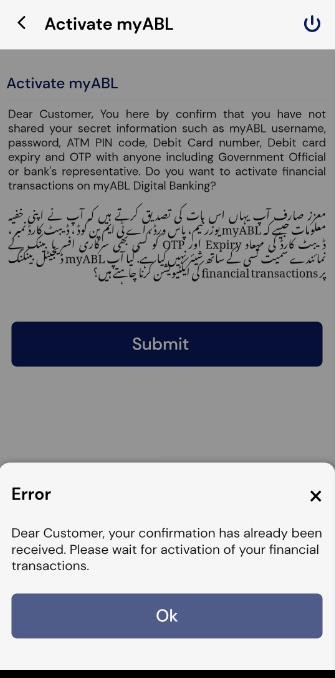 Activate myABL
Activate myABL
Dear Customer, You here by confirm that you have not
shared your secret information such as myABL username,
password, ATM PIN code, Debit Card number, Debit card
expiry and OTP with anyone including Government Official
or bank's representative. Do you want to activate financial
transactions on myABL Digital Banking?
معزز صارف آپ یہاں اس بات کی تصدیق کرتے ہیں کہ آپ نے اپنی خفیہ
معلومات جیسے کہ myABL یوزر نیم، پاس ورڈ، اے ٹی ایم پن کوڈ، ڈیبٹ کارڈ نمبر،
ڈیبٹ کارڈ کی میعاد Expiry اور OTP کو کسی بھی سرکاری افسر یا بینک کے
نمائندے سمیت کسی کے ساتھ شیئر نہیں کیا ہے۔ کیا آپ myABL ڈیجیٹل بینکنگ
پر financial transactions کی ایکٹیویشن کرنا چاہتے ہیں؟
Submit
Error
Dear Customer, your confirmation has already been
received. Please wait for activation of your financial
transactions.
Ok